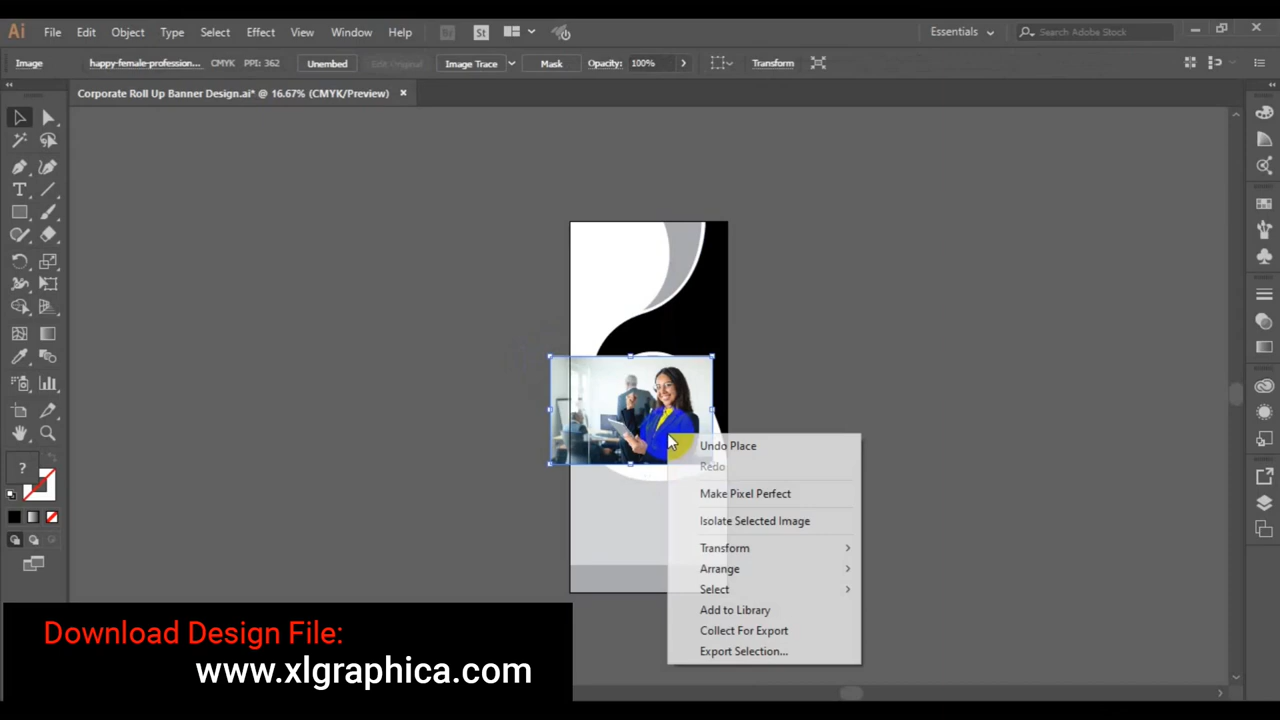 Ai File Edit Object Type Select Effect View Window Help Br St Essentials Search Adobe Stock
Image happy-female-profession... CMYK PPI: 362 Unembed Edit Original Image Trace Mask Opacity: 100% Transform
Corporate Roll Up Banner Design.ai* @ 16.67% (CMYK/Preview)
Undo Place
Redo
Make Pixel Perfect
Isolate Selected Image
Transform
Arrange
Select
Add to Library
Collect For Export
Export Selection...
?
Download Design File:
www.xlgraphica.com